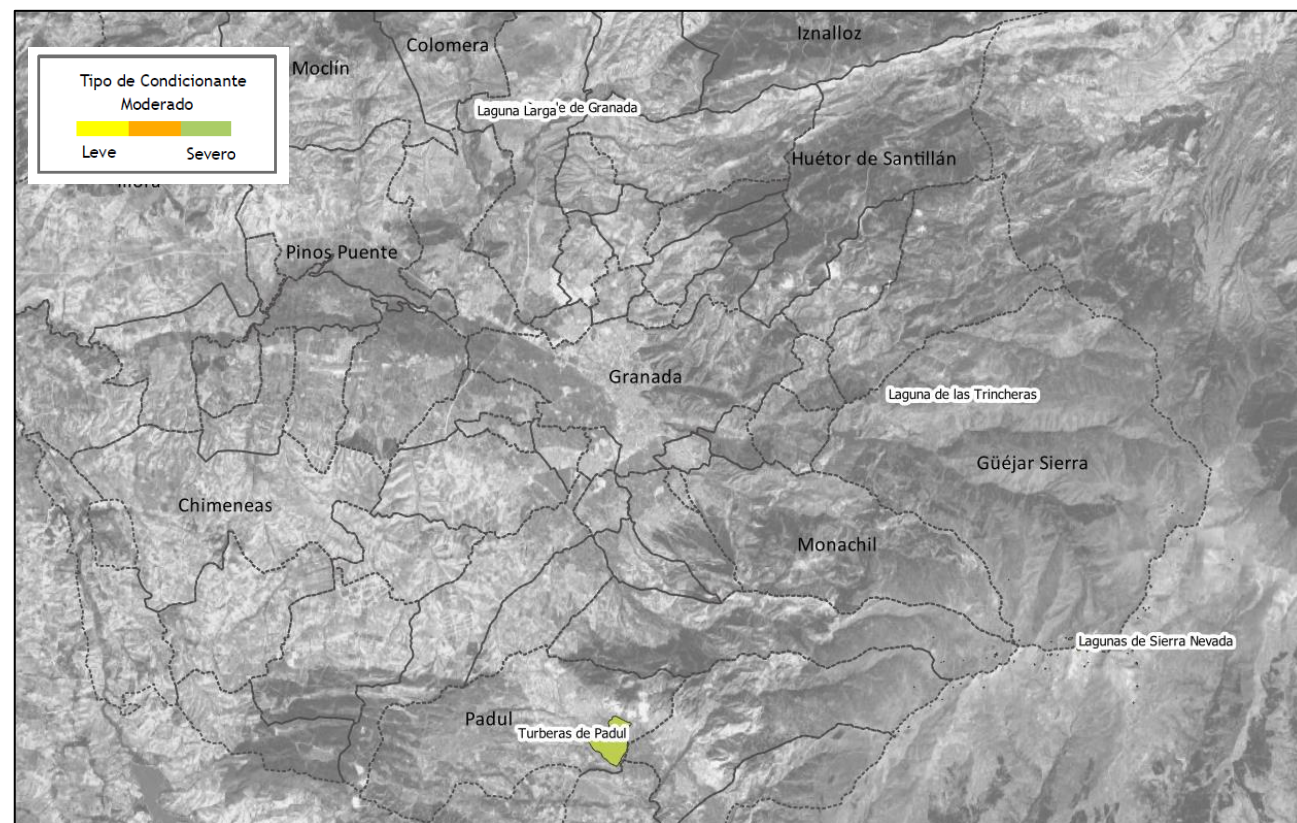 Iznalloz
Colomera
Moclín
Tipo de Condicionante
Moderado
Leve Severo
Laguna Larga
de Granada
Huétor de Santillán
Pinos Puente
Granada
Laguna de las Trincheras
Güéjar Sierra
Chimeneas
Monachil
Lagunas de Sierra Nevada
Padul
Turberas de Padul